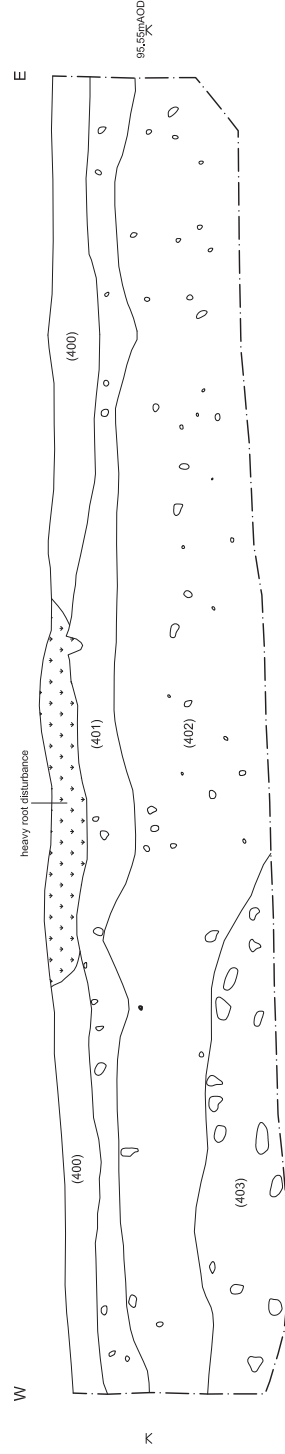 W
E
95.55mAOD
heavy root disturbance
(400)
(400)
(401)
(402)
(403)